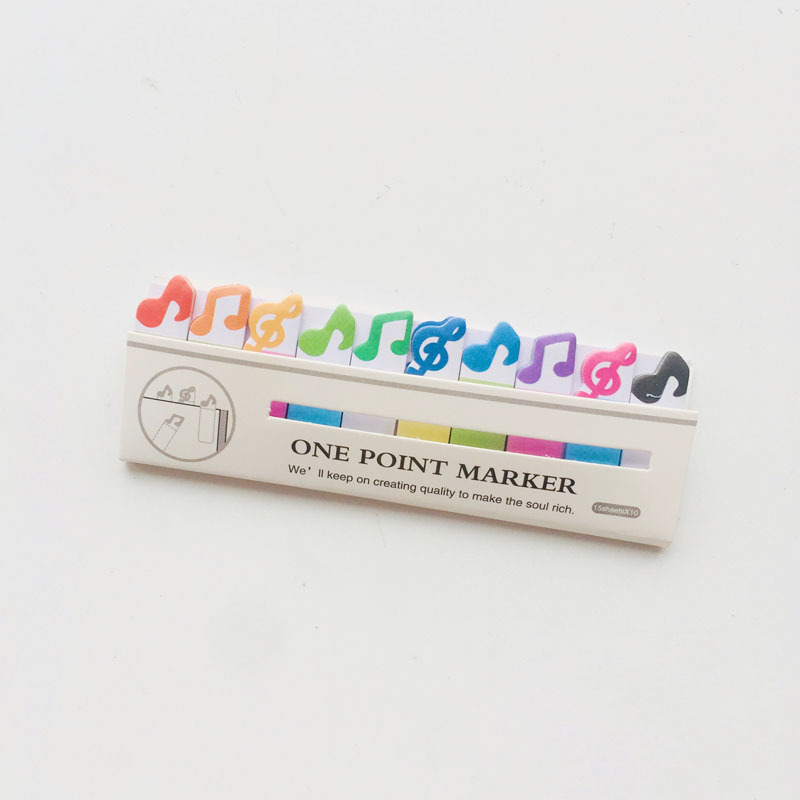 ONE POINT MARKER
We' ll keep on creating quality to make the soul rich.
15sheetsX10